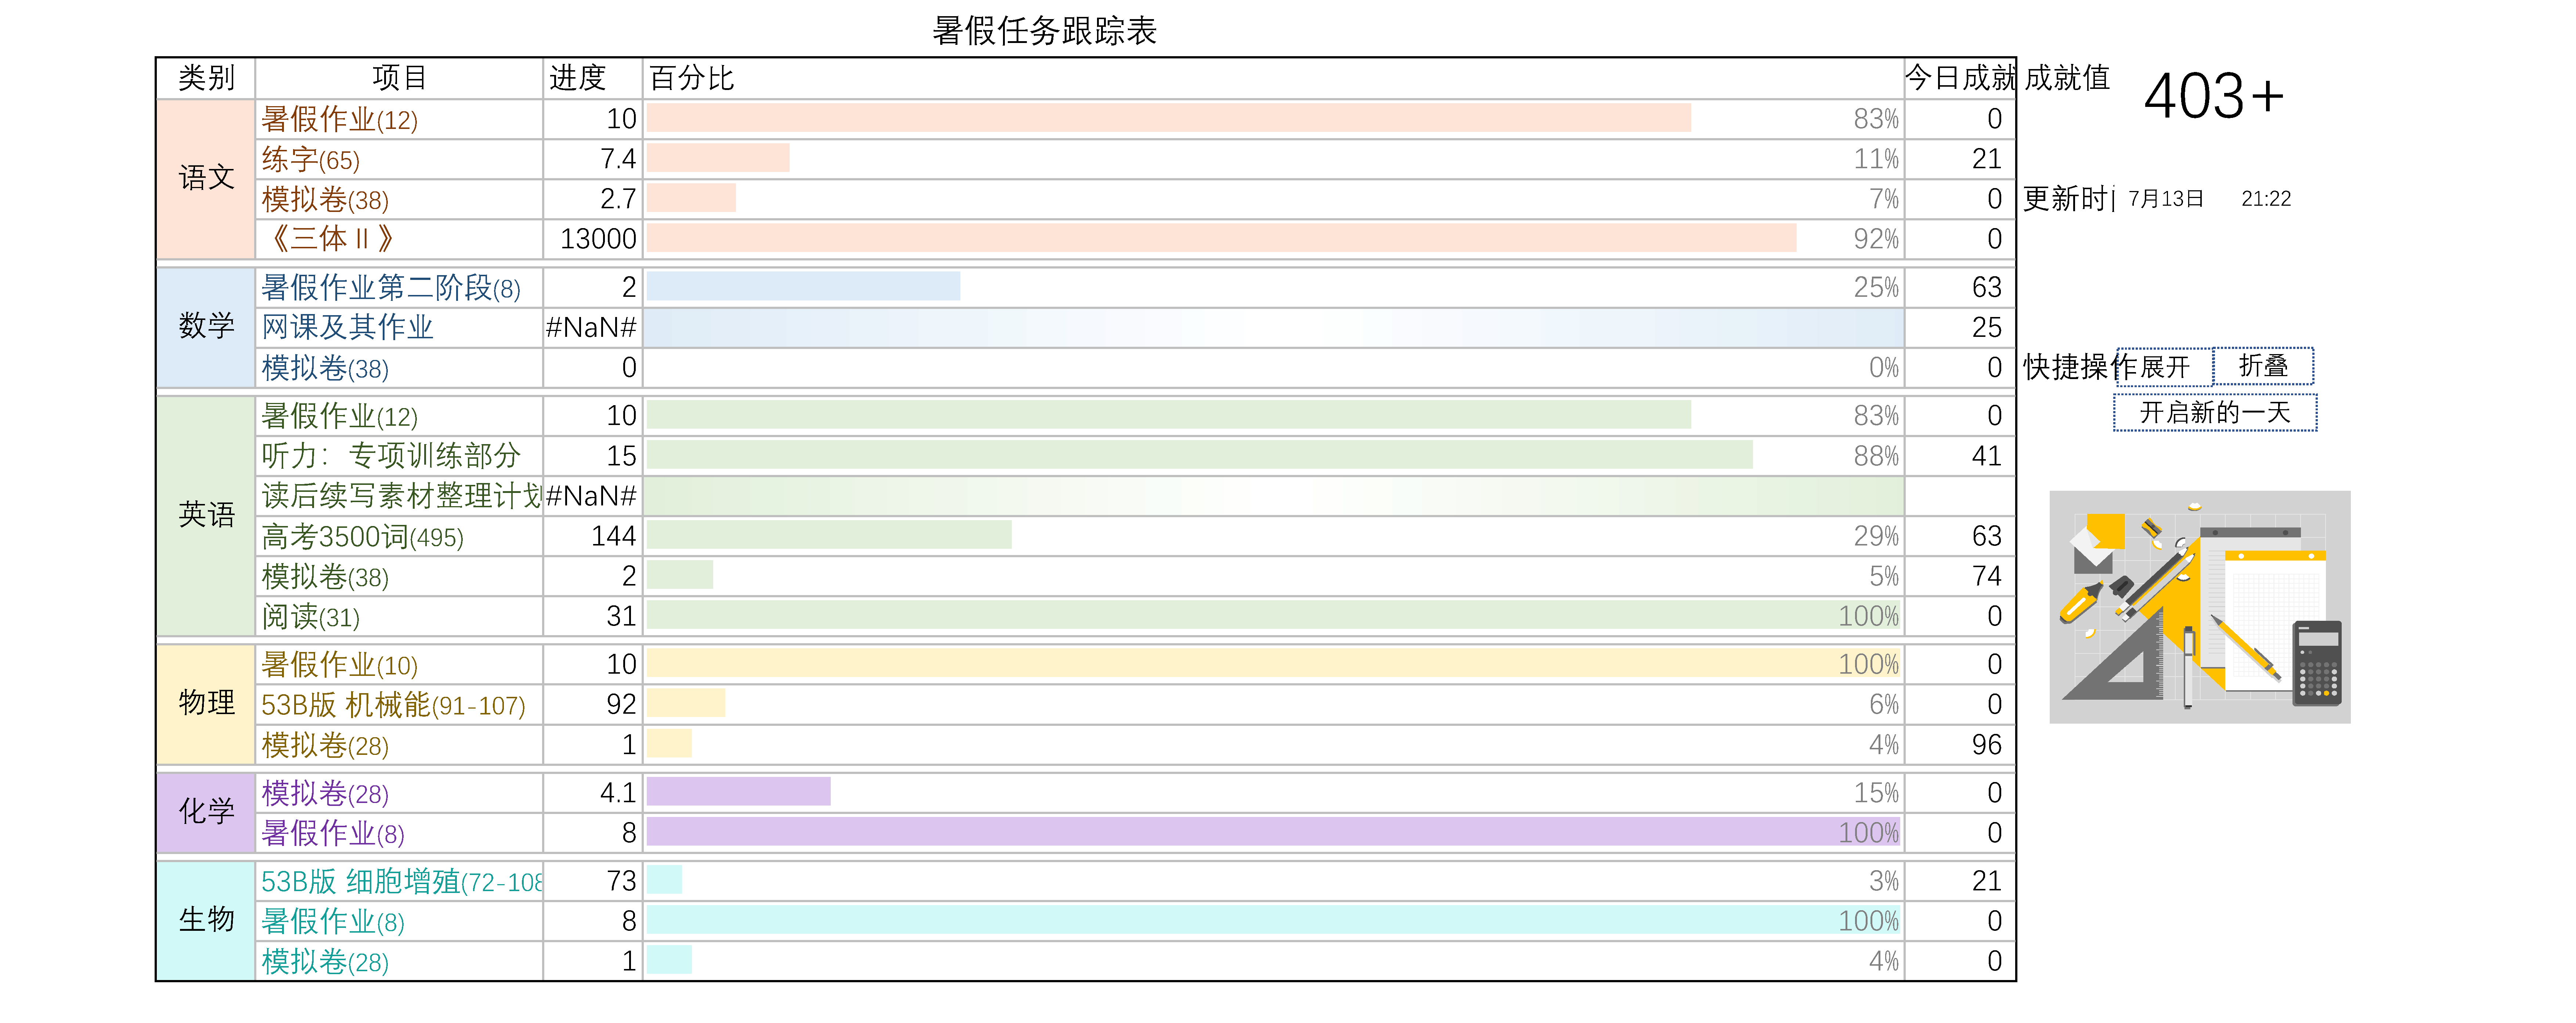 暑假任务跟踪表
类别 项目 进度 百分比 今日成就 成就值 403+
语文 暑假作业(12) 10 83% 0
练字(65) 7.4 11% 21
模拟卷(38) 2.7 7% 0 更新时 7月13日 21:22
《三体Ⅱ》 13000 92% 0
数学 暑假作业第二阶段(8) 2 25% 63
网课及其作业 #NaN# 25
模拟卷(38) 0 0% 0 快捷操作 展开 折叠
开启新的一天
英语 暑假作业(12) 10 83% 0
听力：专项训练部分 15 88% 41
读后续写素材整理计划 #NaN#
高考3500词(495) 144 29% 63
模拟卷(38) 2 5% 74
阅读(31) 31 100% 0
物理 暑假作业(10) 10 100% 0
53B版 机械能(91-107) 92 6% 0
模拟卷(28) 1 4% 96
化学 模拟卷(28) 4.1 15% 0
暑假作业(8) 8 100% 0
生物 53B版 细胞增殖(72-108 73 3% 21
暑假作业(8) 8 100% 0
模拟卷(28) 1 4% 0